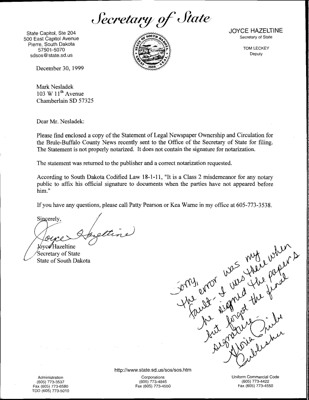 Secretary of State
State Capitol, Ste 204
500 East Capitol Avenue
Pierre, South Dakota
57501-5070
sdsos@state.sd.us
JOYCE HAZELTINE
Secretary of State
TOM LECKEY
Deputy
December 30, 1999
Mark Nesladek
103 W 11th Avenue
Chamberlain SD 57325
Dear Mr. Nesladek:
Please find enclosed a copy of the Statement of Legal Newspaper Ownership and Circulation for
the Brule-Buffalo County News recently sent to the Office of the Secretary of State for filing.
The Statement is not properly notarized. It does not contain the signature for notarization.
The statement was returned to the publisher and a correct notarization requested.
According to South Dakota Codified Law 18-1-11, "It is a Class 2 misdemeanor for any notary
public to affix his official signature to documents when the parties have not appeared before
him."
If you have any questions, please call Patty Pearson or Kea Warne in my office at 605-773-3538.
Sincerely,
Joyce Hazeltine
Joyce Hazeltine
Secretary of State
State of South Dakota
Sorry,
the error was my
fault. I was there when
he signed the papers
but forgot the final
signature.
Publisher
http://www.state.sd.us/sos/sos.htm
Administration
(605) 773-3537
Fax (605) 773-6580
Corporations
(605) 773-4845
Fax (605) 773-4550
Uniform Commercial Code
(605) 773-4422
Fax (605) 773-4550